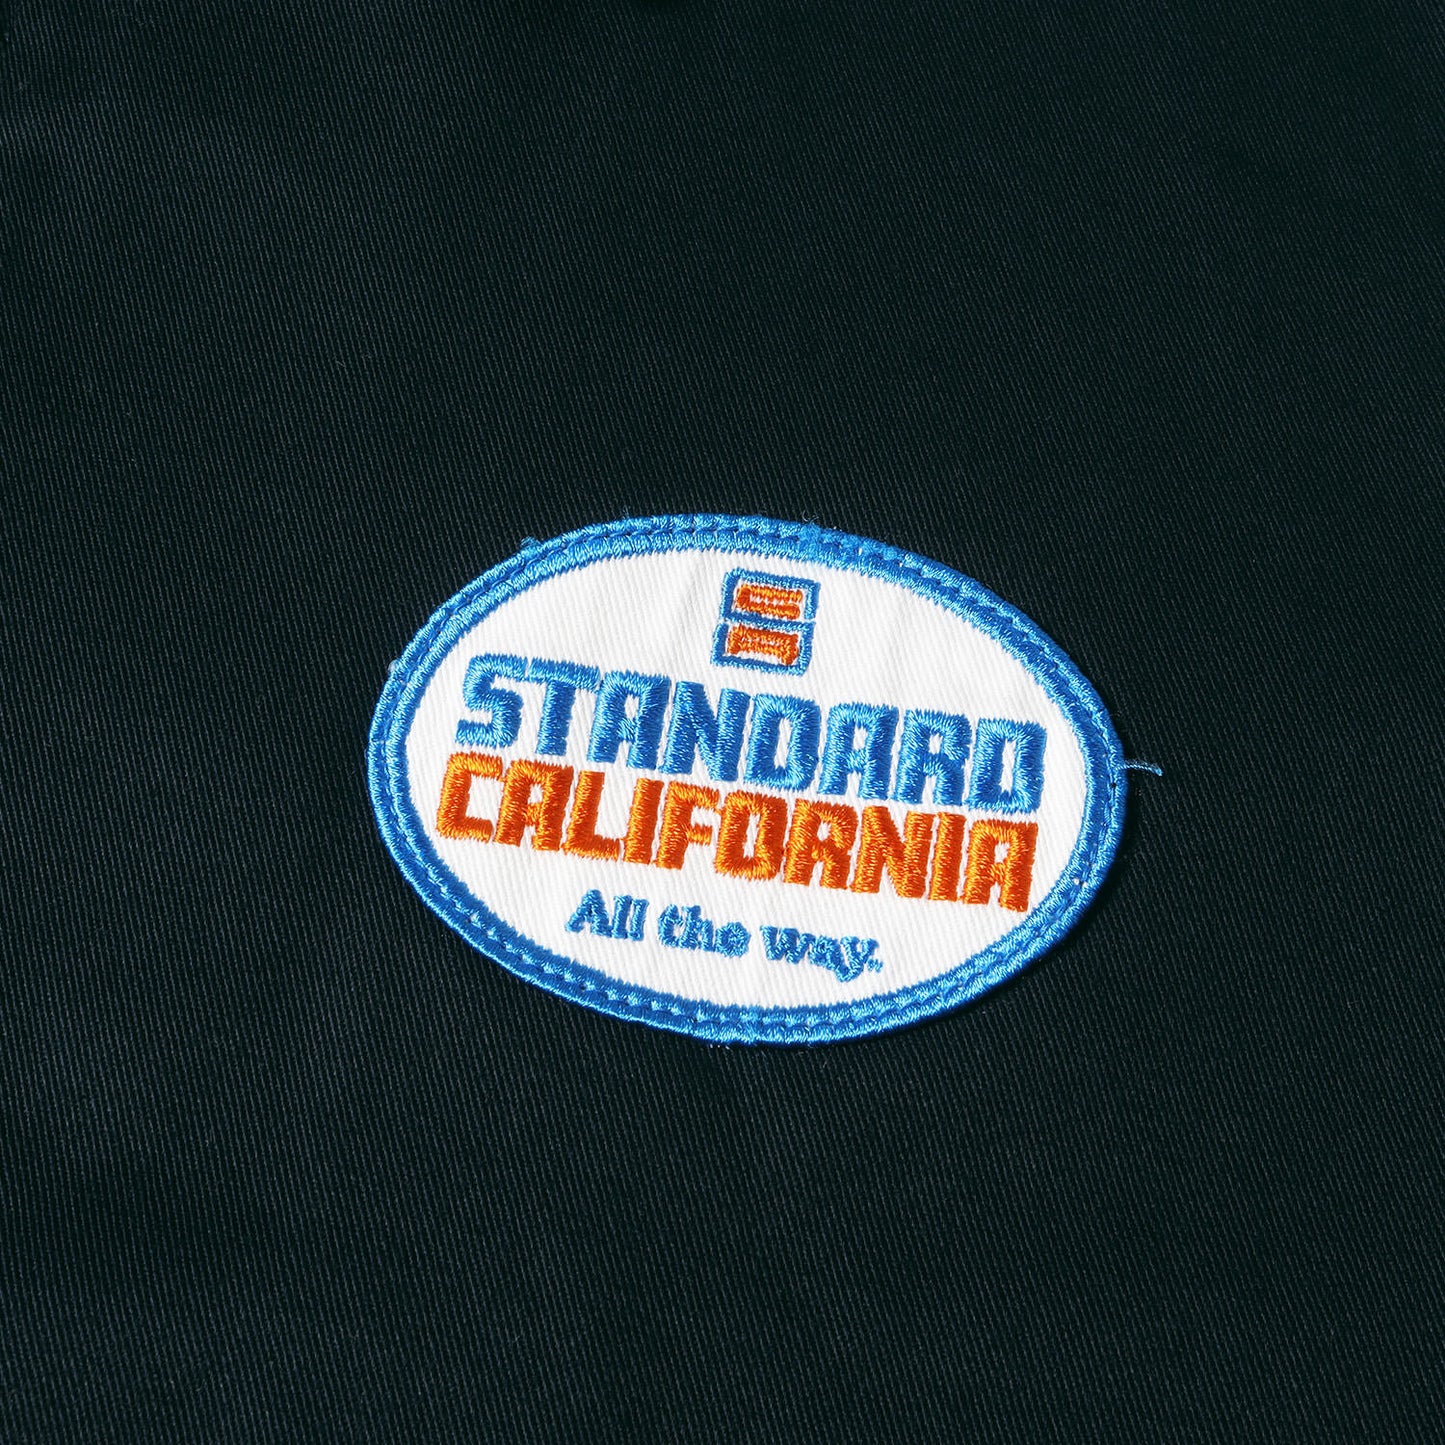 STANDARD
CALIFORNIA
All the way.